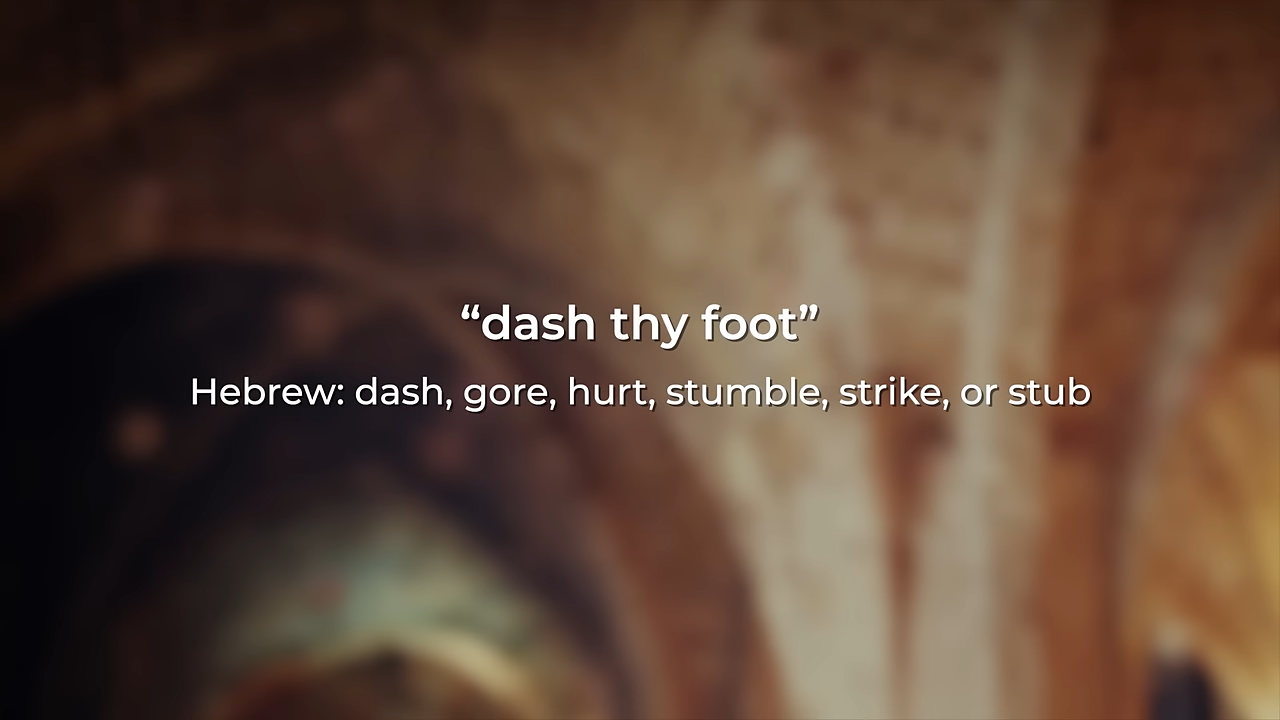 “dash thy foot”
Hebrew: dash, gore, hurt, stumble, strike, or stub